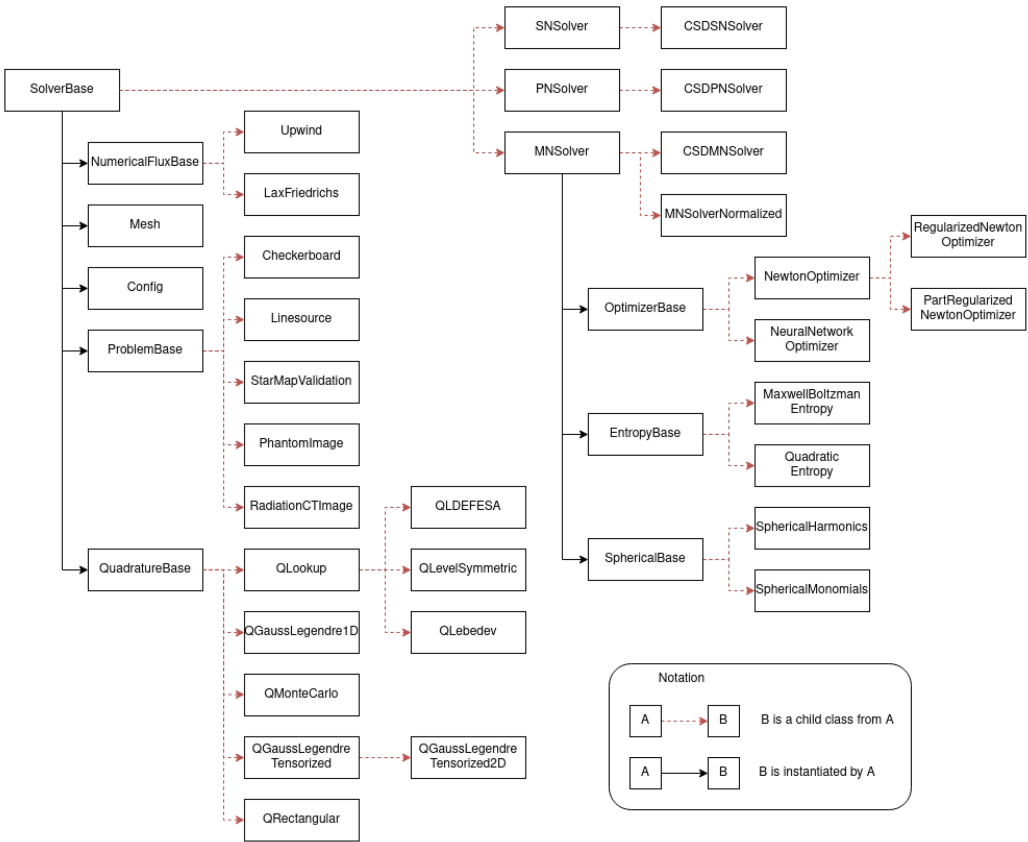 SNSolver
CSDSNSolver
SolverBase
PNSolver
CSDPNSolver
Upwind
NumericalFluxBase
MNSolver
CSDMNSolver
LaxFriedrichs
MNSolverNormalized
Mesh
RegularizedNewton
Optimizer
Checkerboard
NewtonOptimizer
Config
PartRegularized
NewtonOptimizer
OptimizerBase
Linesource
NeuralNetwork
Optimizer
ProblemBase
StarMapValidation
MaxwellBoltzman
Entropy
EntropyBase
PhantomImage
Quadratic
Entropy
RadiationCTImage
QLDEFESA
SphericalHarmonics
QuadratureBase
QLookup
QLevelSymmetric
SphericalBase
SphericalMonomials
QGaussLegendre1D
QLebedev
Notation
QMonteCarlo
A
B
B is a child class from A
QGaussLegendre
Tensorized
QGaussLegendre
Tensorized2D
A
B
B is instantiated by A
QRectangular